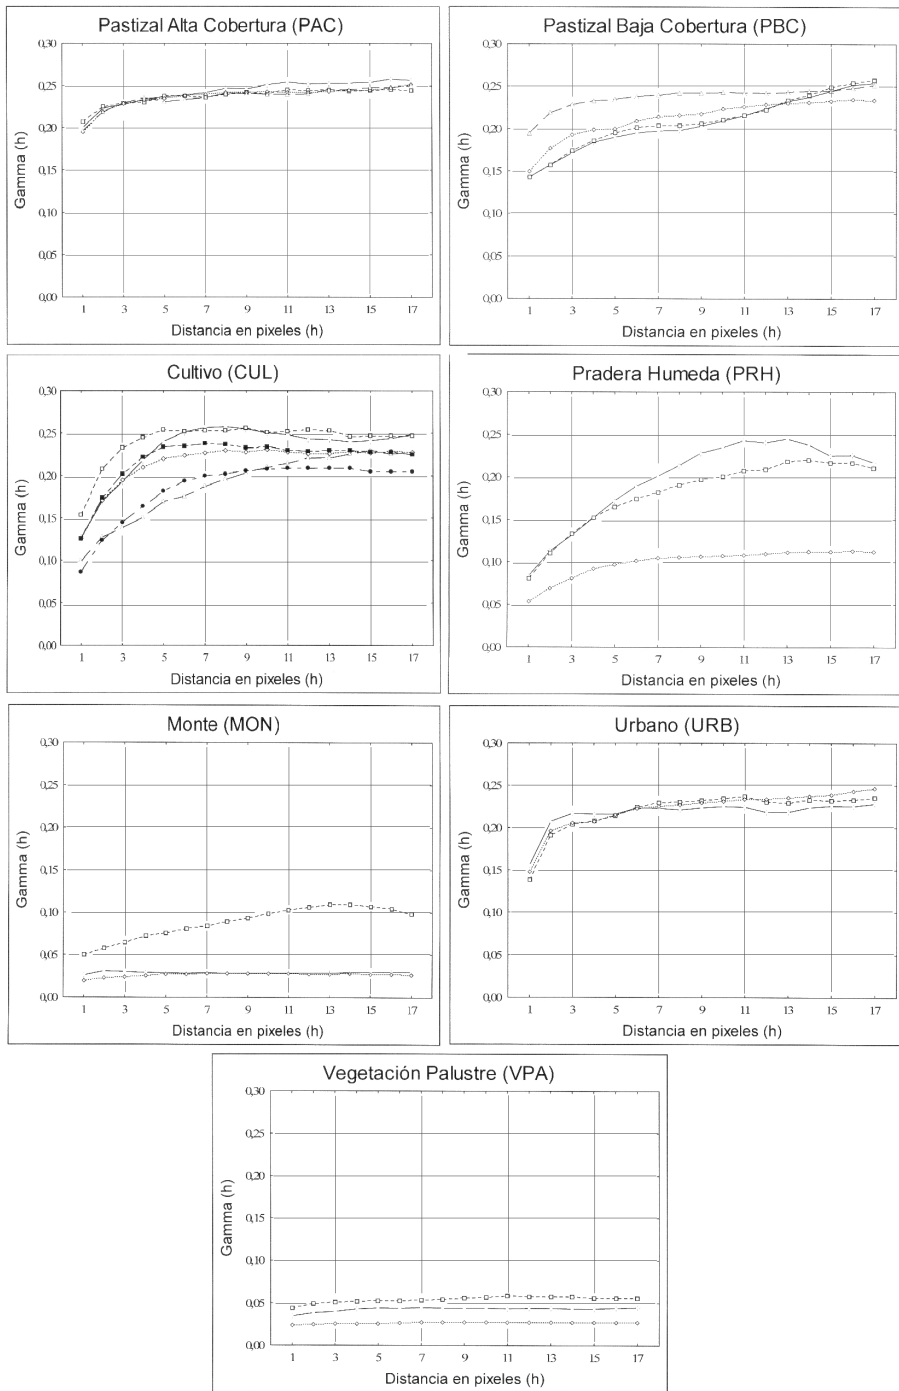 Pastizal Alta Cobertura (PAC)
0,30
0,25
0,20
0,15
0,10
0,05
0,00
Gamma (h)
1 3 5 7 9 11 13 15 17
Distancia en pixeles (h)
Pastizal Baja Cobertura (PBC)
0,30
0,25
0,20
0,15
0,10
0,05
0,00
Gamma (h)
1 3 5 7 9 11 13 15 17
Distancia en pixeles (h)
Cultivo (CUL)
0,30
0,25
0,20
0,15
0,10
0,05
0,00
Gamma (h)
1 3 5 7 9 11 13 15 17
Distancia en pixeles (h)
Pradera Humeda (PRH)
0,30
0,25
0,20
0,15
0,10
0,05
0,00
Gamma (h)
1 3 5 7 9 11 13 15 17
Distancia en pixeles (h)
Monte (MON)
0,30
0,25
0,20
0,15
0,10
0,05
0,00
Gamma (h)
1 3 5 7 9 11 13 15 17
Distancia en pixeles (h)
Urbano (URB)
0,30
0,25
0,20
0,15
0,10
0,05
0,00
Gamma (h)
1 3 5 7 9 11 13 15 17
Distancia en pixeles (h)
Vegetación Palustre (VPA)
0,30
0,25
0,20
0,15
0,10
0,05
0,00
Gamma (h)
1 3 5 7 9 11 13 15 17
Distancia en pixeles (h)